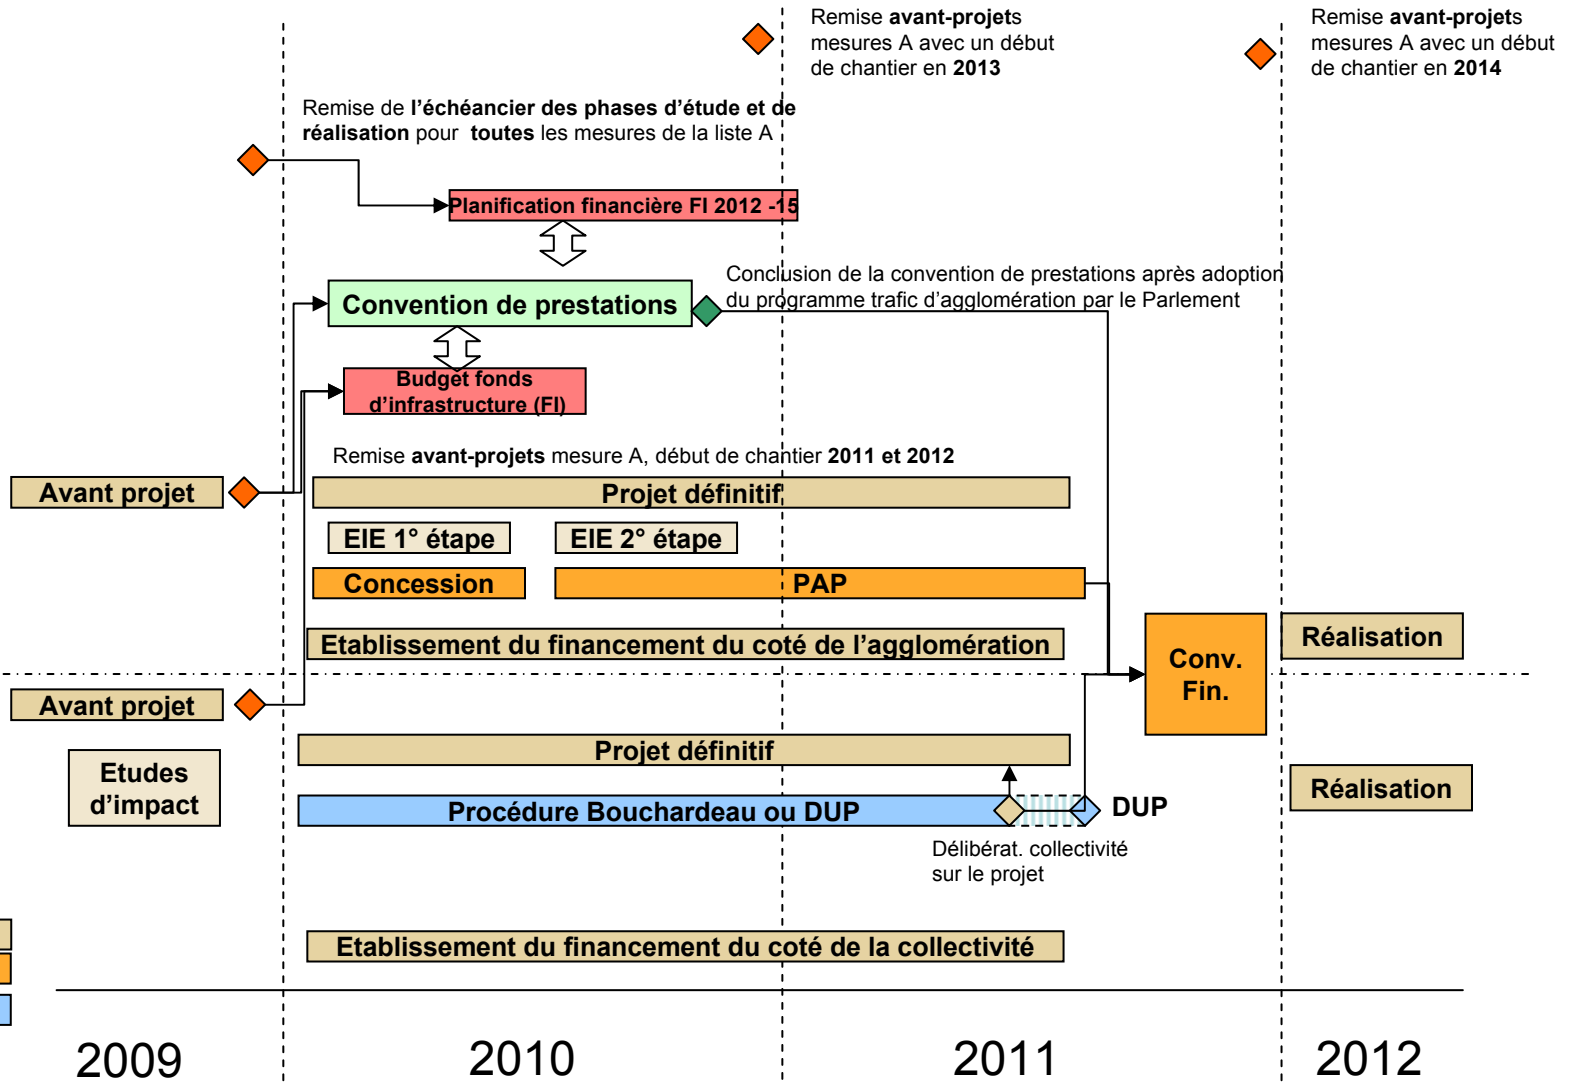 Remise avant-projets
mesures A avec un début
de chantier en 2013
Remise avant-projets
mesures A avec un début
de chantier en 2014
Remise de l'échéancier des phases d'étude et de
réalisation pour toutes les mesures de la liste A
Planification financière FI 2012 -15
Conclusion de la convention de prestations après adoption
du programme trafic d'agglomération par le Parlement
Convention de prestations
Budget fonds
d'infrastructure (FI)
Remise avant-projets mesure A, début de chantier 2011 et 2012
Avant projet
Projet définitif
EIE 1° étape
EIE 2° étape
Concession
PAP
Etablissement du financement du coté de l'agglomération
Conv.
Fin.
Réalisation
Avant projet
Projet définitif
Etudes
d'impact
Procédure Bouchardeau ou DUP
DUP
Réalisation
Délibérat. collectivité
sur le projet
Etablissement du financement du coté de la collectivité
2009
2010
2011
2012